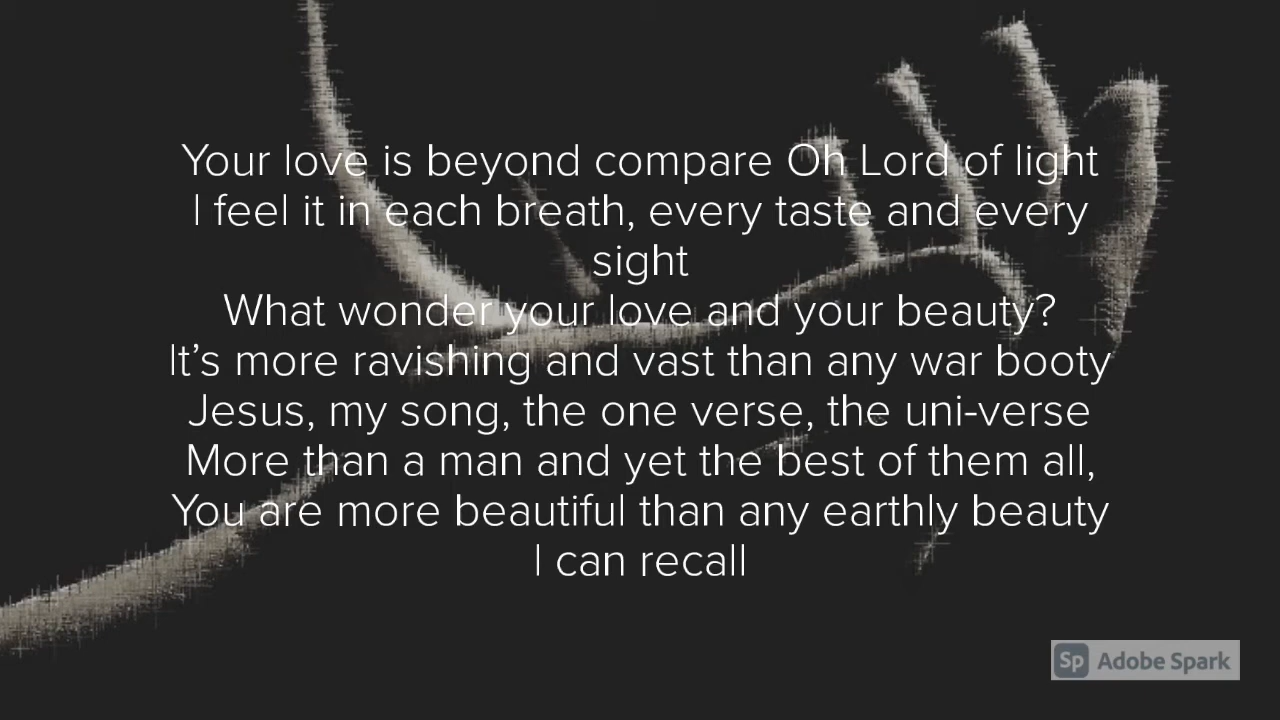 Your love is beyond compare Oh Lord of light
I feel it in each breath, every taste and every
sight
What wonder your love and your beauty?
It’s more ravishing and vast than any war booty
Jesus, my song, the one verse, the uni-verse
More than a man and yet the best of them all,
You are more beautiful than any earthly beauty
I can recall
Sp Adobe Spark